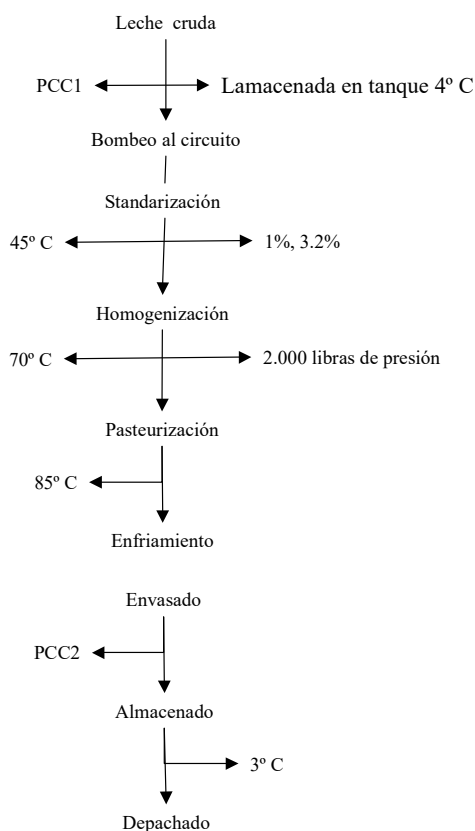 Leche cruda
PCC1 Lamacenada en tanque 4º C
Bombeo al circuito
Standarización
45º C 1%, 3.2%
Homogenización
70º C 2.000 libras de presión
Pasteurización
85º C
Enfriamiento
Envasado
PCC2
Almacenado
3º C
Depachado